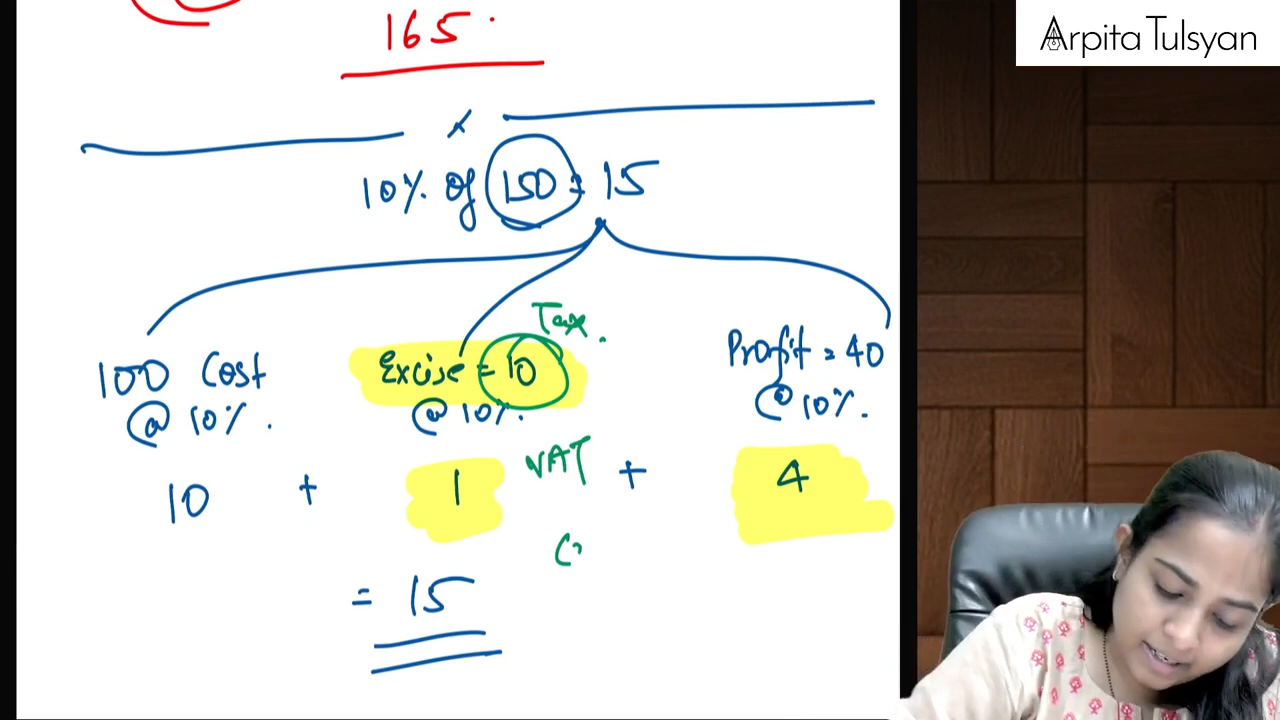 Arpita Tulsyan
165
x
10% of 150 = 15
Tax.
100 Cost
@ 10%.
Excise = 10
@ 10%.
Profit = 40
@ 10%.
VAT
10 + 1 + 4
= 15